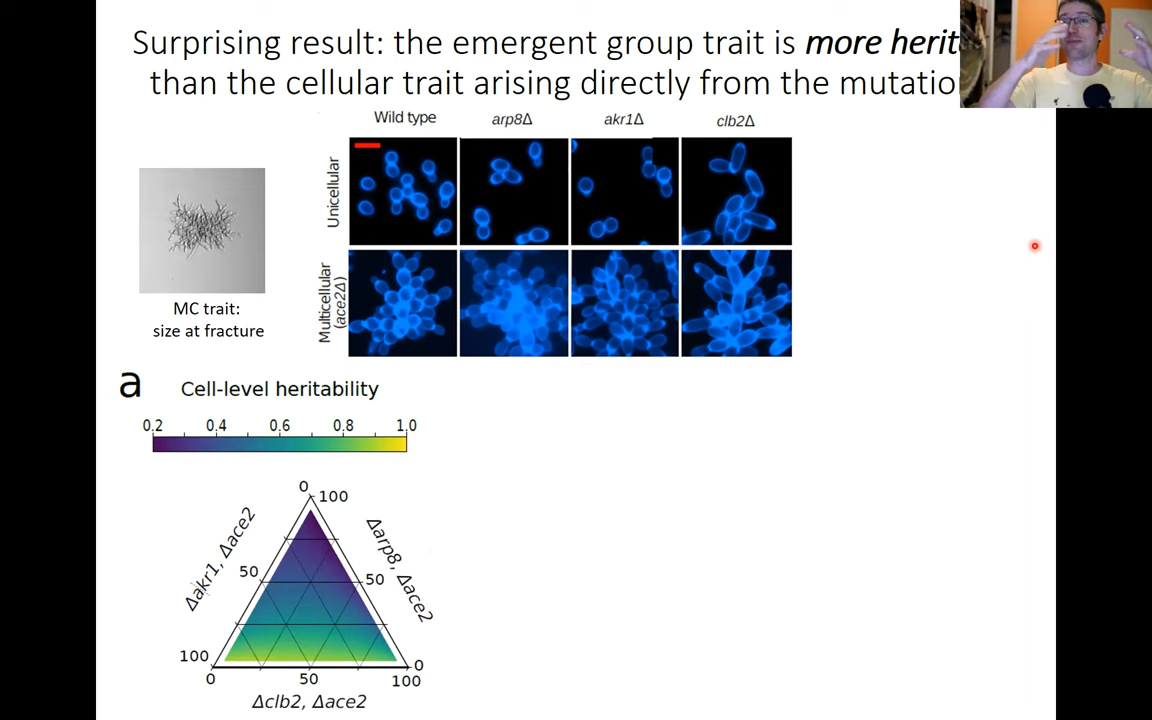 Surprising result: the emergent group trait is more herit
than the cellular trait arising directly from the mutatio
Wild type arp8Δ akr1Δ clb2Δ
Unicellular
Multicellular
(ace2Δ)
MC trait:
size at fracture
a Cell-level heritability
0.2 0.4 0.6 0.8 1.0
0 100
Δakr1, Δace2
Δarp8, Δace2
50 50
100 0
0 50 100
Δclb2, Δace2